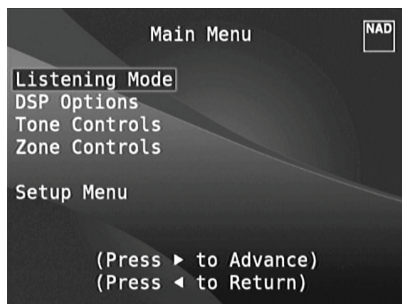 Main Menu
NAD
Listening Mode
DSP Options
Tone Controls
Zone Controls
Setup Menu
(Press ► to Advance)
(Press ◄ to Return)